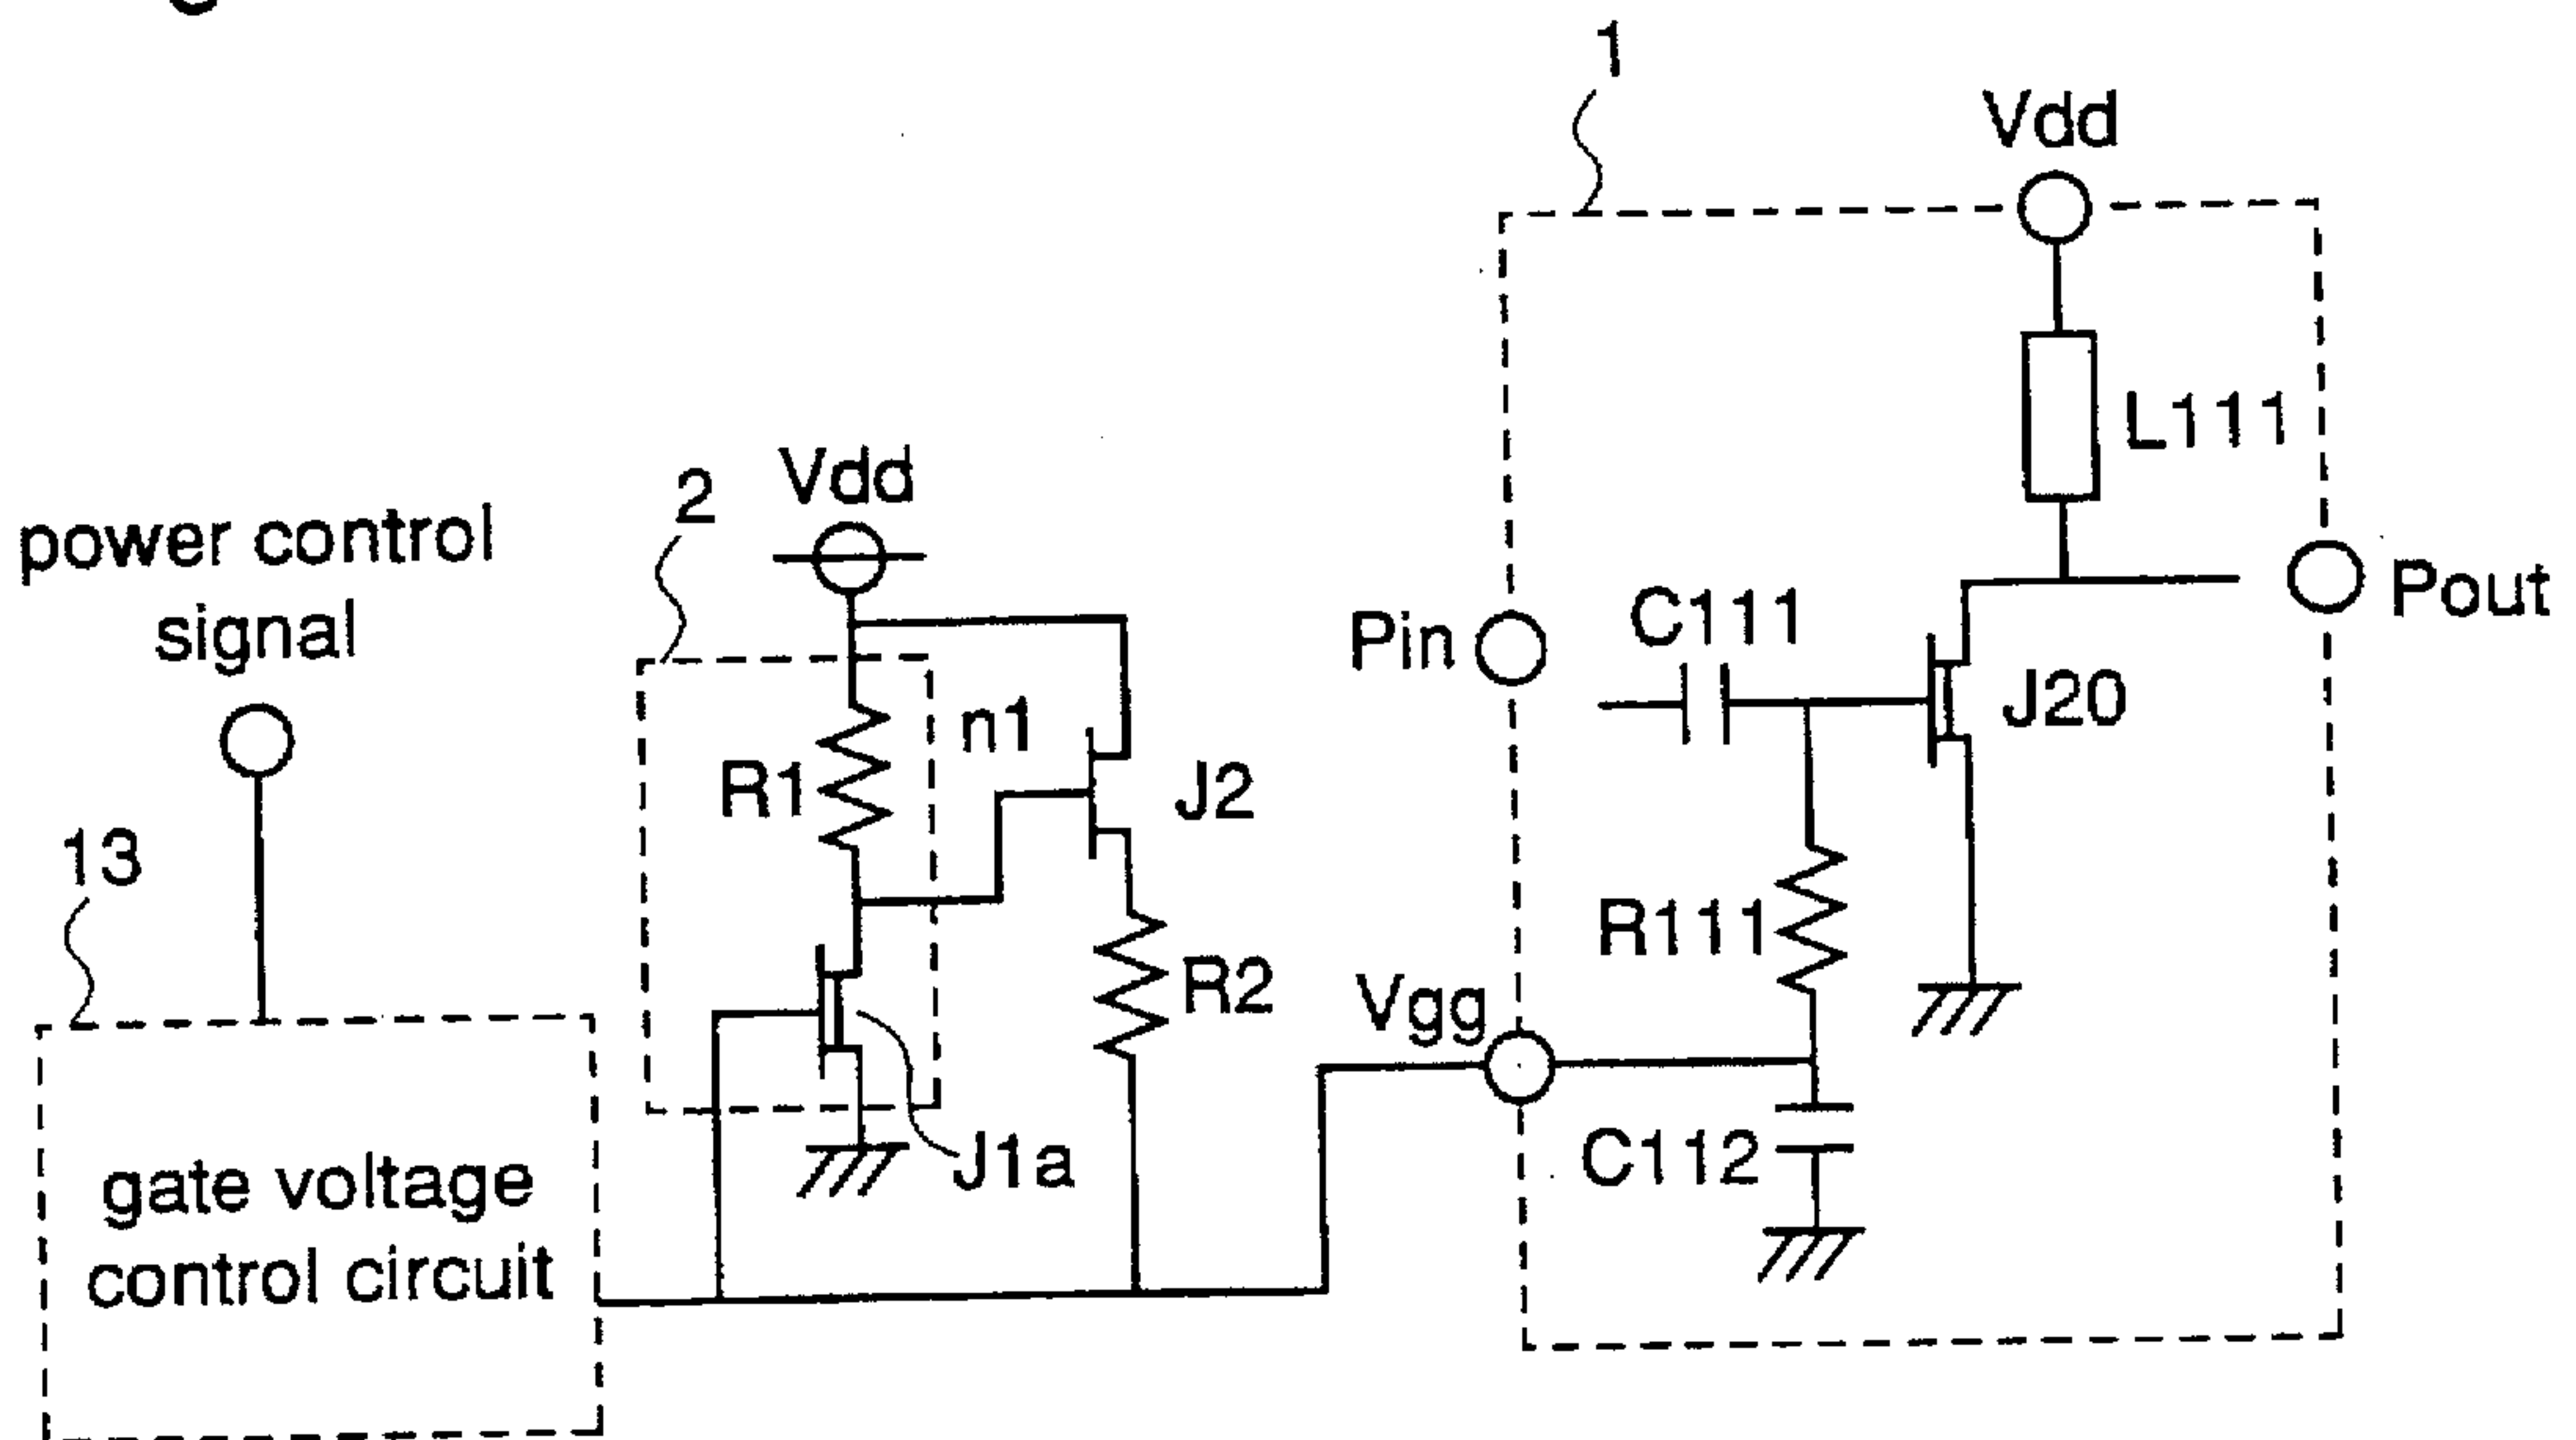 1
Vdd
L111
Pout
Pin
C111
J20
R111
Vgg
C112
2
Vdd
n1
R1
J2
R2
J1a
power control
signal
13
gate voltage
control circuit